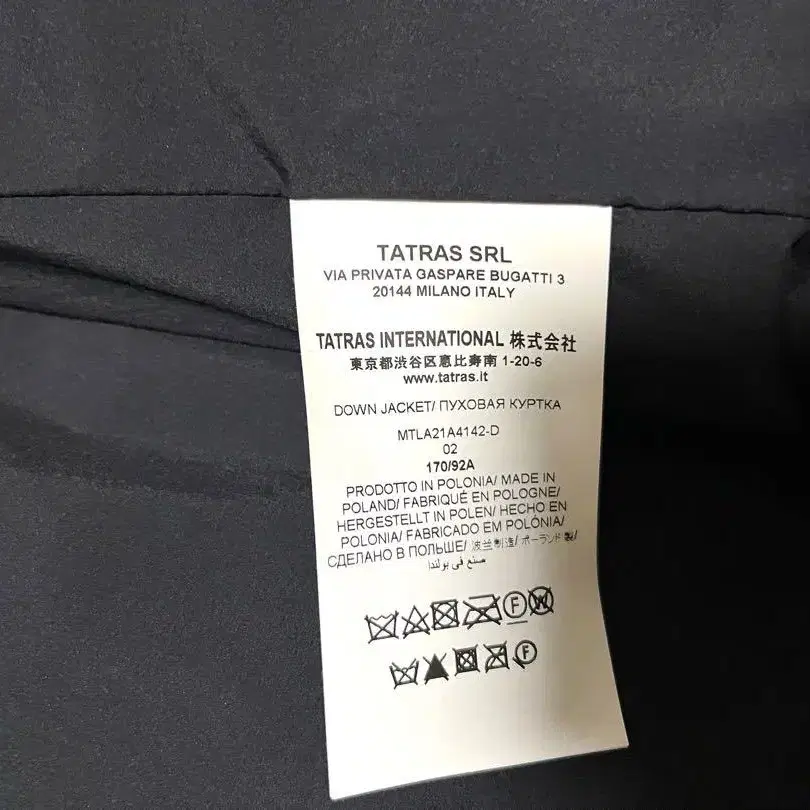 TATRAS SRL
VIA PRIVATA GASPARE BUGATTI 3
20144 MILANO ITALY
TATRAS INTERNATIONAL 株式会社
東京都渋谷区恵比寿南 1-20-6
www.tatras.it
DOWN JACKET/ ПУХОВАЯ КУРТКА
MTLA21A4142-D
02
170/92A
PRODOTTO IN POLONIA/ MADE IN
POLAND/ FABRIQUÉ EN POLOGNE/
HERGESTELLT IN POLEN/ HECHO EN
POLONIA/ FABRICADO EM POLÓNIA/
СДЕЛАНО В ПОЛЬШЕ/ 波兰制造/ ポーランド製/
صنع في بولندا
F W
F